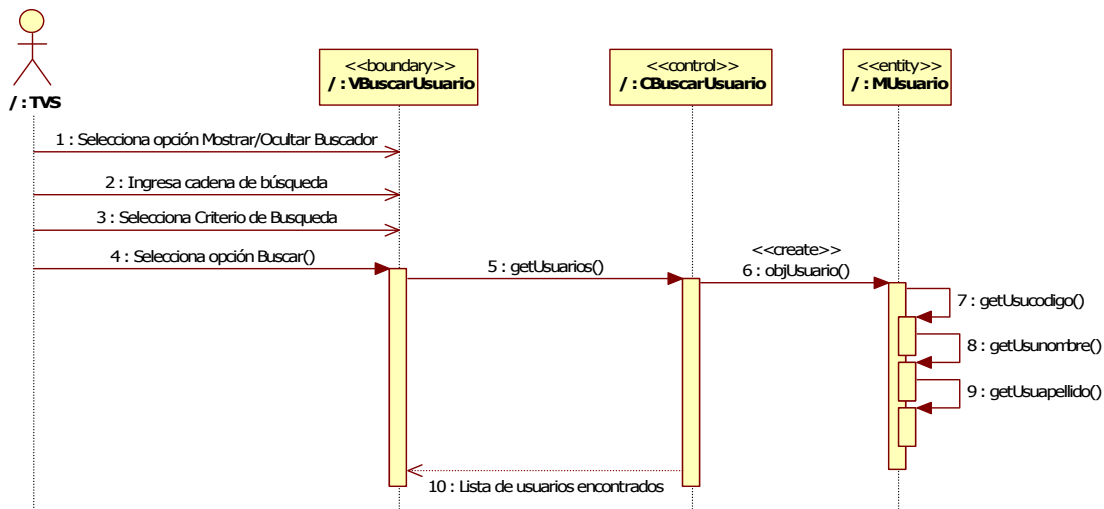 / : TVS
<<boundary>>
/ : VBuscarUsuario
<<control>>
/ : CBuscarUsuario
<<entity>>
/ : MUsuario
1 : Selecciona opción Mostrar/Ocultar Buscador
2 : Ingresa cadena de búsqueda
3 : Selecciona Criterio de Busqueda
4 : Selecciona opción Buscar()
5 : getUsuarios()
<<create>>
6 : objUsuario()
7 : getUsucodigo()
8 : getUsunombre()
9 : getUsuapellido()
10 : Lista de usuarios encontrados